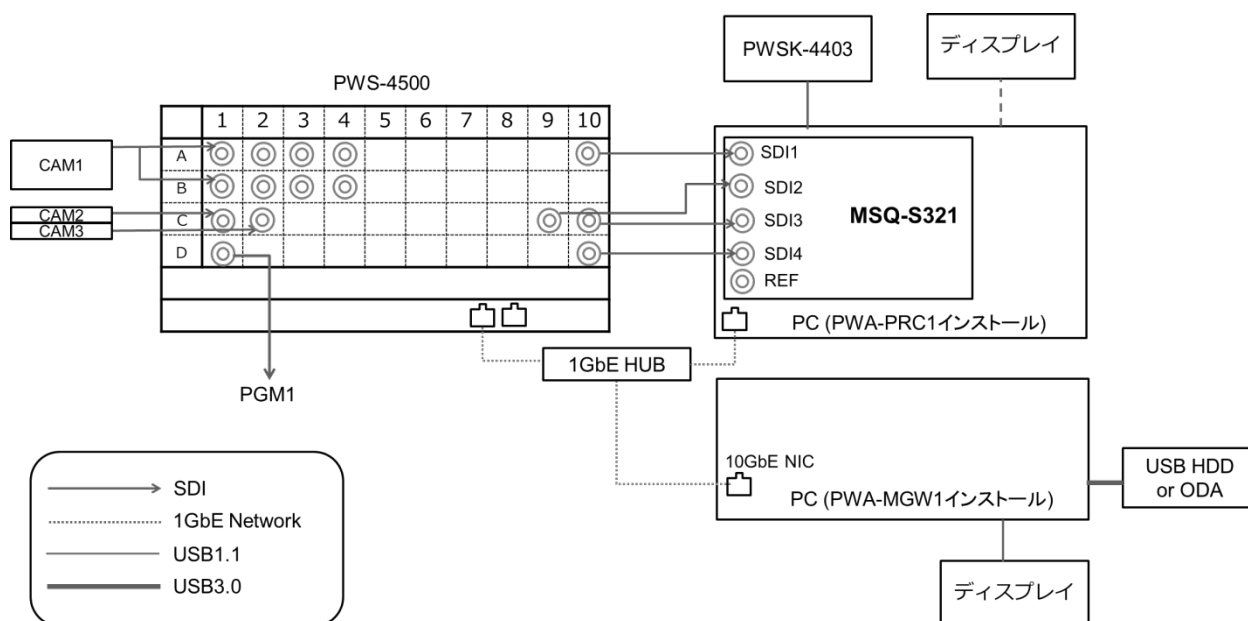 PWS-4500
1 2 3 4 5 6 7 8 9 10
A
B
C
D
CAM1
CAM2
CAM3
PGM1
PWSK-4403
ディスプレイ
SDI1
SDI2
SDI3
SDI4
REF
MSQ-S321
PC (PWA-PRC1インストール)
1GbE HUB
10GbE NIC
PC (PWA-MGW1インストール)
USB HDD
or ODA
ディスプレイ
SDI
1GbE Network
USB1.1
USB3.0